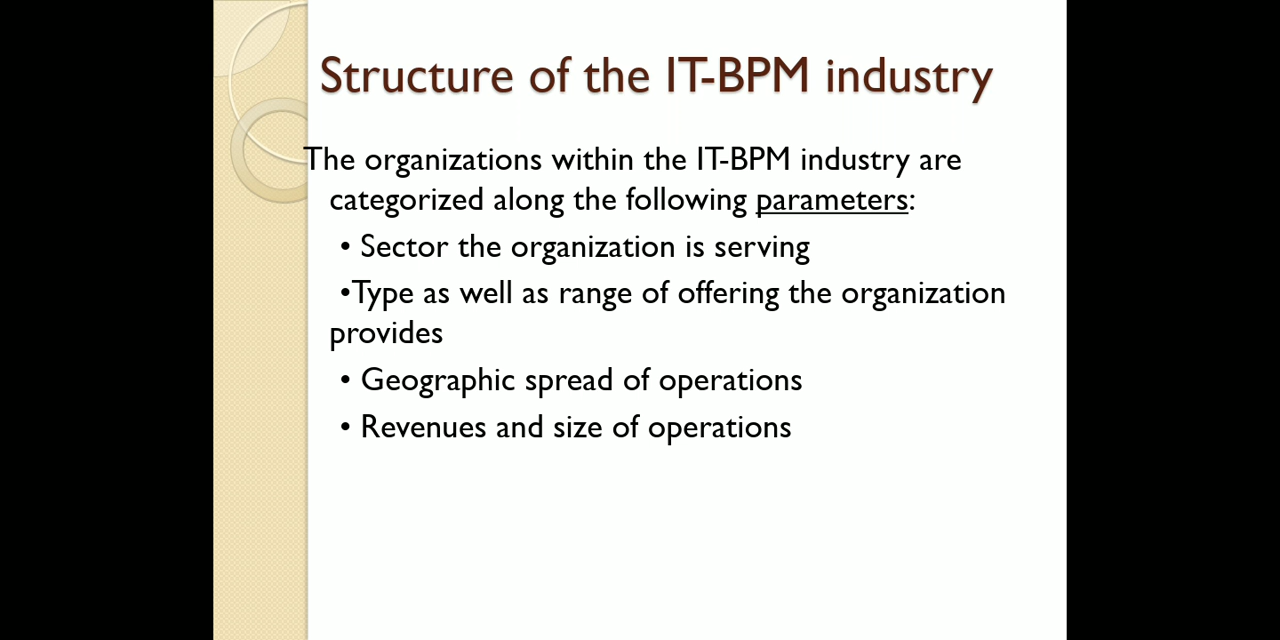 Structure of the IT-BPM industry
The organizations within the IT-BPM industry are
categorized along the following parameters:
• Sector the organization is serving
•Type as well as range of offering the organization
provides
• Geographic spread of operations
• Revenues and size of operations